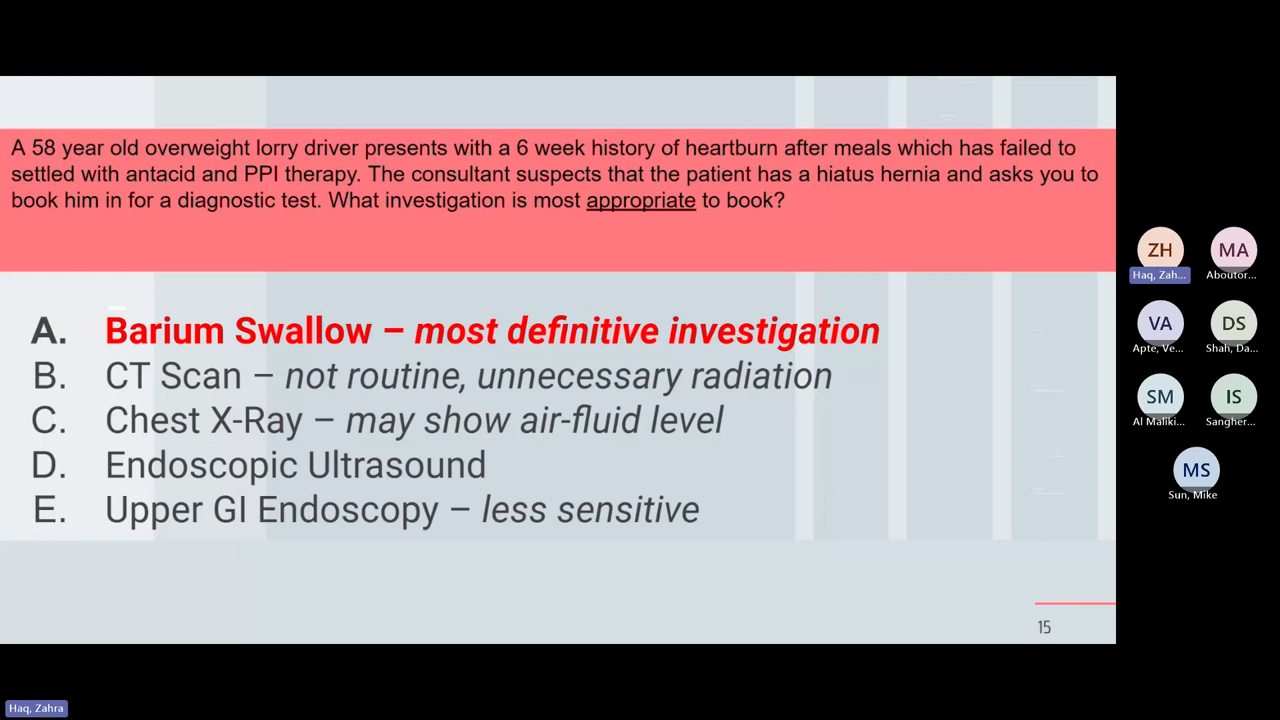 A 58 year old overweight lorry driver presents with a 6 week history of heartburn after meals which has failed to
settled with antacid and PPI therapy. The consultant suspects that the patient has a hiatus hernia and asks you to
book him in for a diagnostic test. What investigation is most appropriate to book?
A. Barium Swallow – most definitive investigation
B. CT Scan – not routine, unnecessary radiation
C. Chest X-Ray – may show air-fluid level
D. Endoscopic Ultrasound
E. Upper GI Endoscopy – less sensitive
15
ZH
Haq, Zah...
MA
Aboutor...
VA
Apte, Ve...
DS
Shah, Da...
SM
Al Maliki...
IS
Sangher...
MS
Sun, Mike
Haq, Zahra